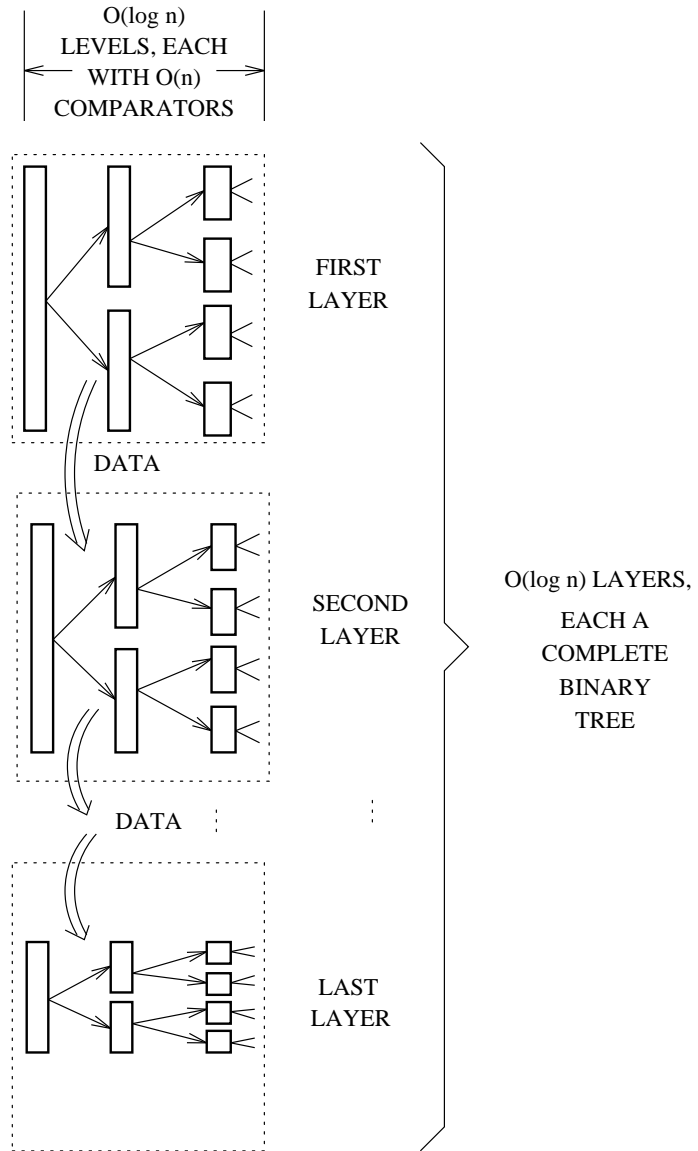 O(log n)
LEVELS, EACH
WITH O(n)
COMPARATORS
FIRST
LAYER
DATA
SECOND
LAYER
O(log n) LAYERS,
EACH A
COMPLETE
BINARY
TREE
DATA
LAST
LAYER